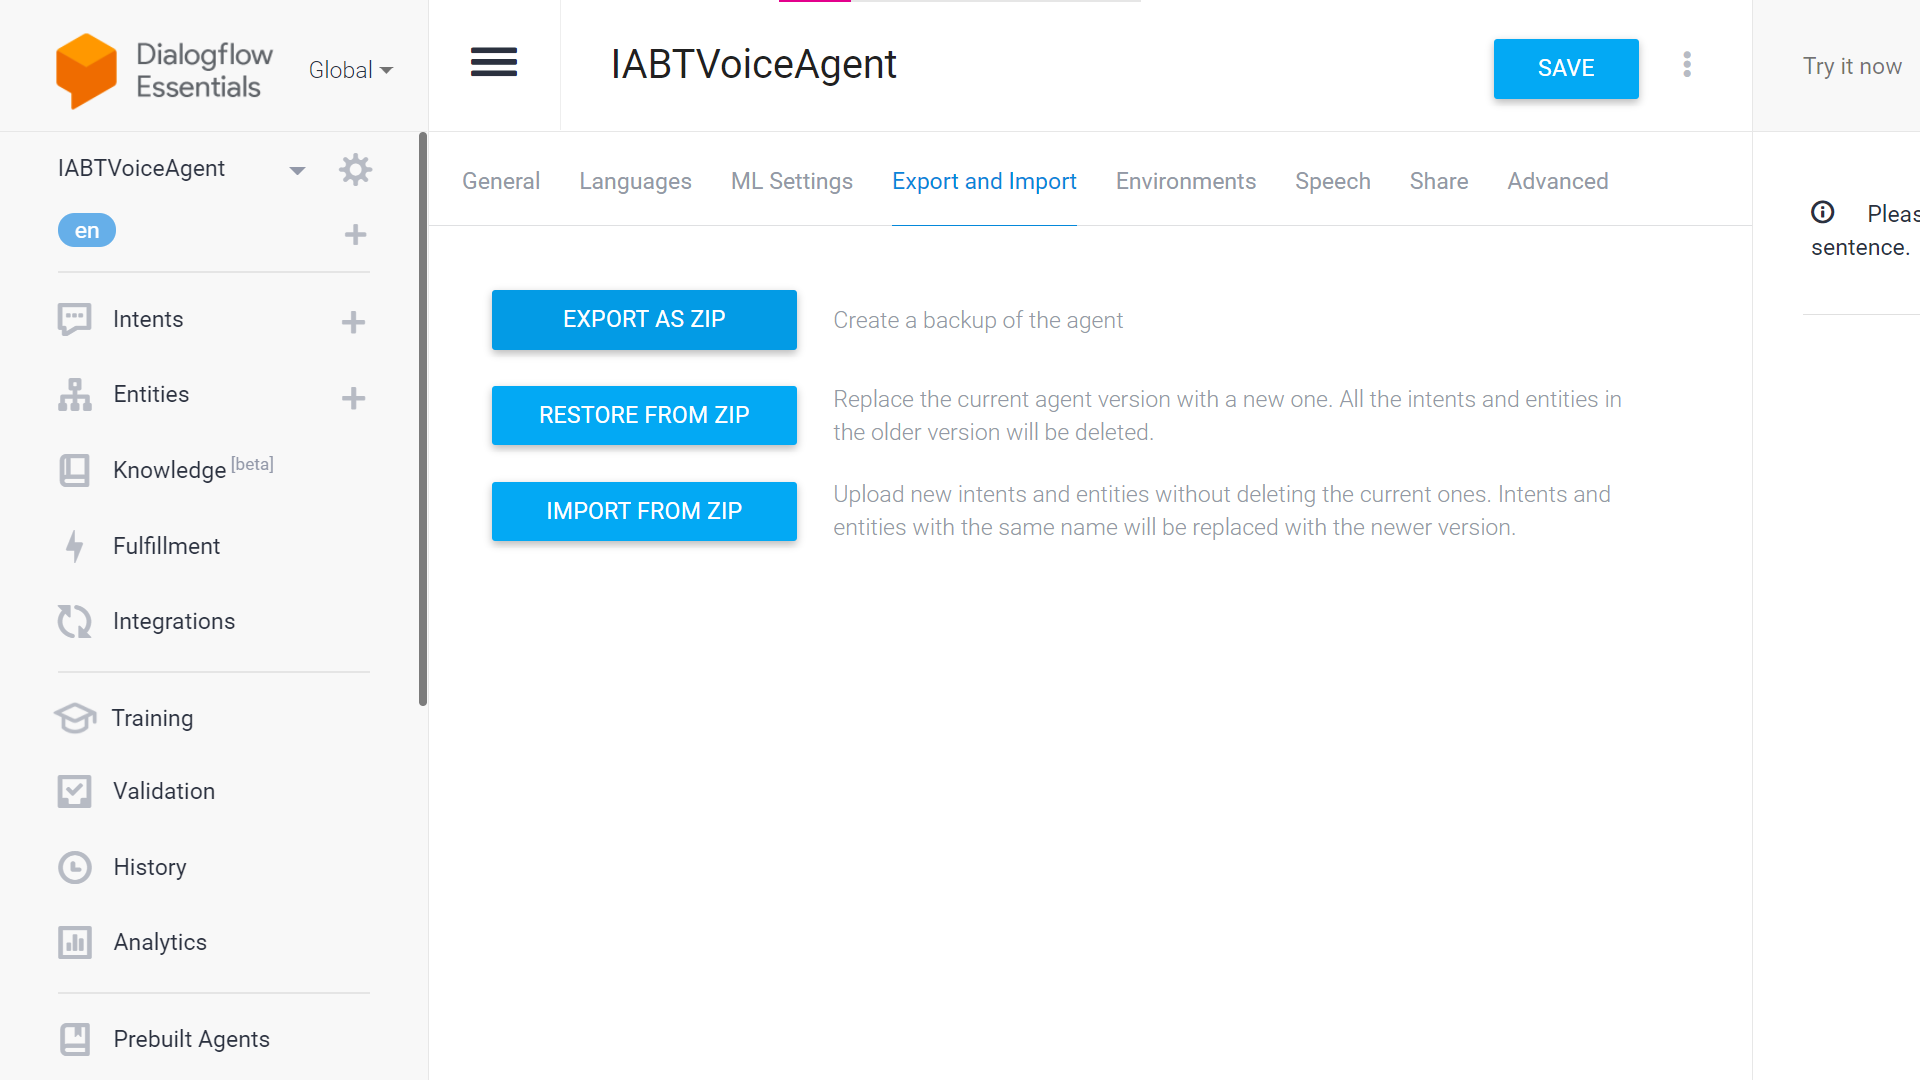 Dialogflow
Essentials
Global
IABTVoiceAgent
SAVE
Try it now
IABTVoiceAgent
en
Intents
Entities
Knowledge [beta]
Fulfillment
Integrations
Training
Validation
History
Analytics
Prebuilt Agents
General Languages ML Settings Export and Import Environments Speech Share Advanced
EXPORT AS ZIP
Create a backup of the agent
RESTORE FROM ZIP
Replace the current agent version with a new one. All the intents and entities in
the older version will be deleted.
IMPORT FROM ZIP
Upload new intents and entities without deleting the current ones. Intents and
entities with the same name will be replaced with the newer version.
Pleas
sentence.